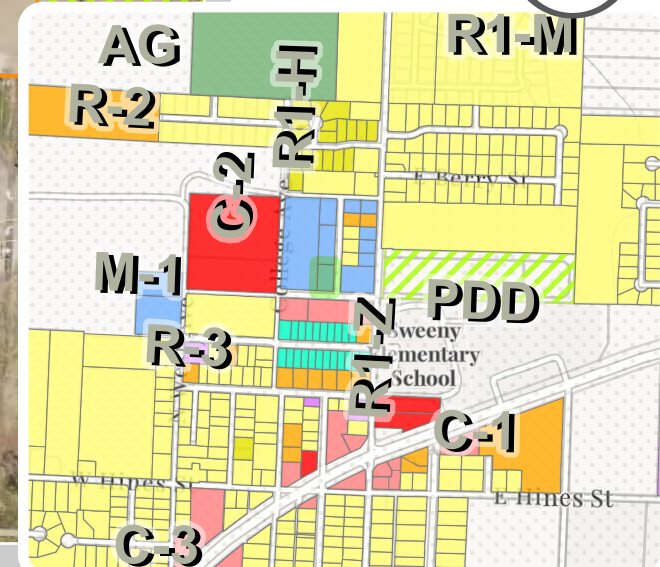 AG
R1-M
R1-H
R-2
E Berry St
C-2
M-1
PDD
R1-Z
Sweeny
Elementary
School
R-3
C-1
W Hines St
E Hines St
C-3